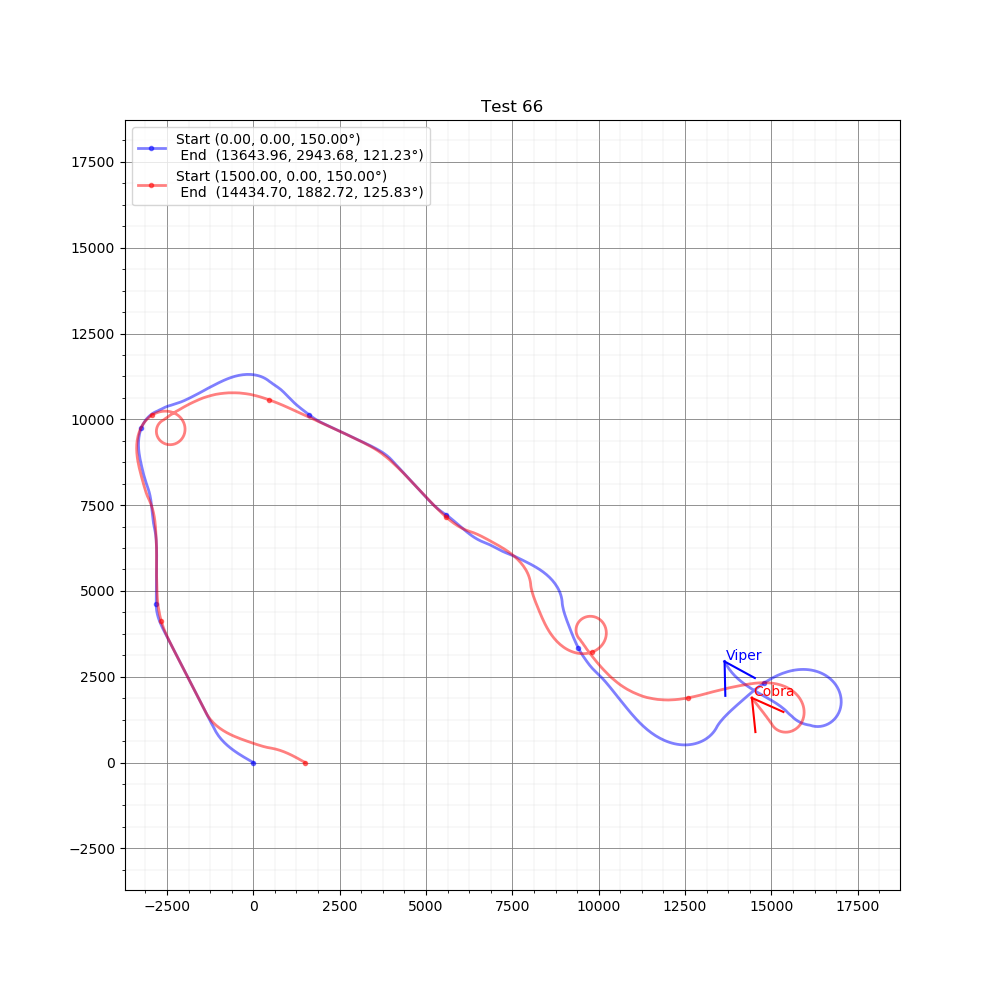 Test 66
Start (0.00, 0.00, 150.00°)
End  (13643.96, 2943.68, 121.23°)
Start (1500.00, 0.00, 150.00°)
End  (14434.70, 1882.72, 125.83°)
17500
15000
12500
10000
7500
5000
2500
0
−2500
Viper
Cobra
−2500 0 2500 5000 7500 10000 12500 15000 17500